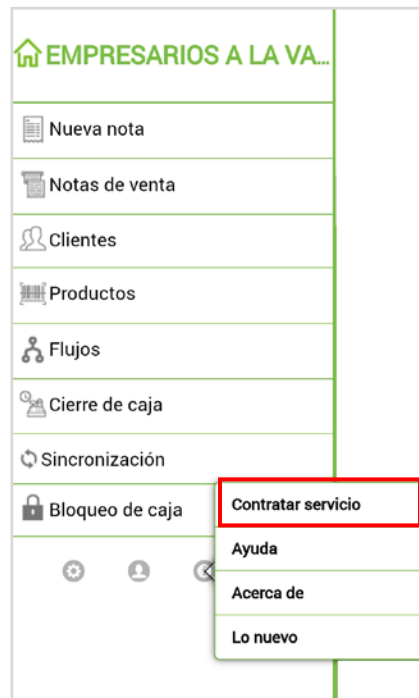 EMPRESARIOS A LA VA...
Nueva nota
Notas de venta
Clientes
Productos
Flujos
Cierre de caja
Sincronización
Bloqueo de caja
Contratar servicio
Ayuda
Acerca de
Lo nuevo